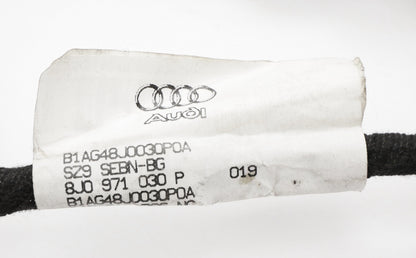 Audi
B1AG48J0030P0A
SZ9 SEBN-BG
8J0 971 030 P 019
B1AG48J0030P0A